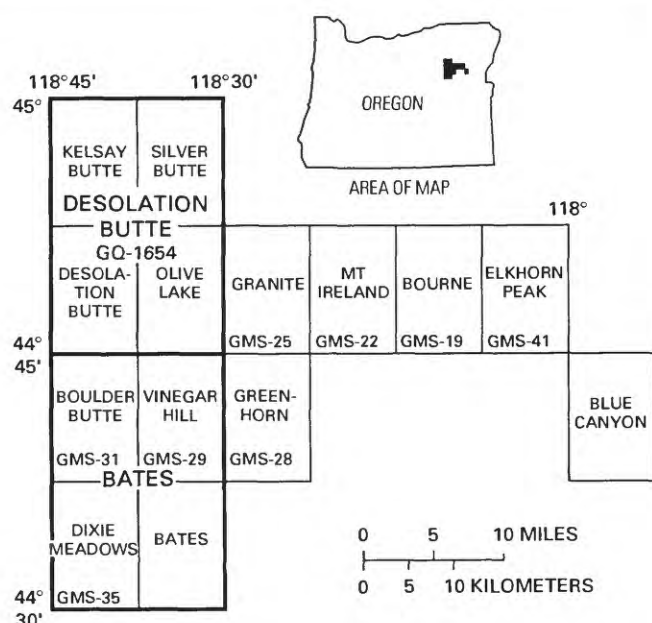 118°45' 118°30'
45°
OREGON
AREA OF MAP
KELSAY BUTTE
SILVER BUTTE
DESOLATION
BUTTE
GQ-1654
DESOLA-
TION
BUTTE
OLIVE
LAKE
118°
GRANITE
GMS-25
MT
IRELAND
GMS-22
BOURNE
GMS-19
ELKHORN
PEAK
GMS-41
44°
45'
BOULDER
BUTTE
GMS-31
VINEGAR
HILL
GMS-29
GREEN-
HORN
GMS-28
BLUE
CANYON
BATES
DIXIE
MEADOWS
GMS-35
BATES
44°
30'
0 5 10 MILES
0 5 10 KILOMETERS